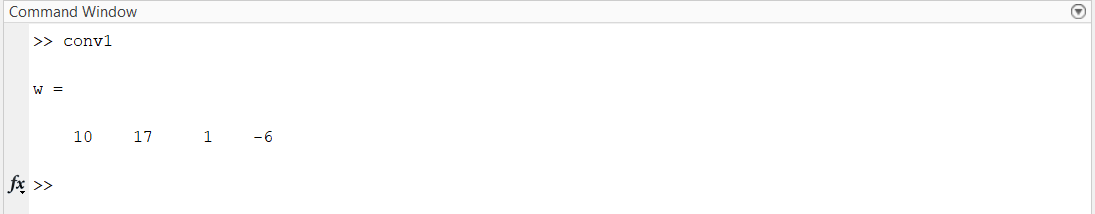 Command Window
>> conv1
w =
10 17 1 -6
fx >>